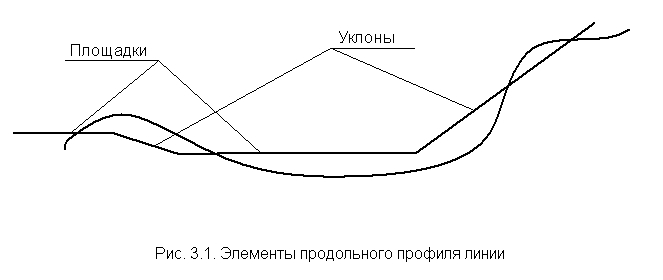 Площадки
Уклоны
Рис. 3.1. Элементы продольного профиля линии